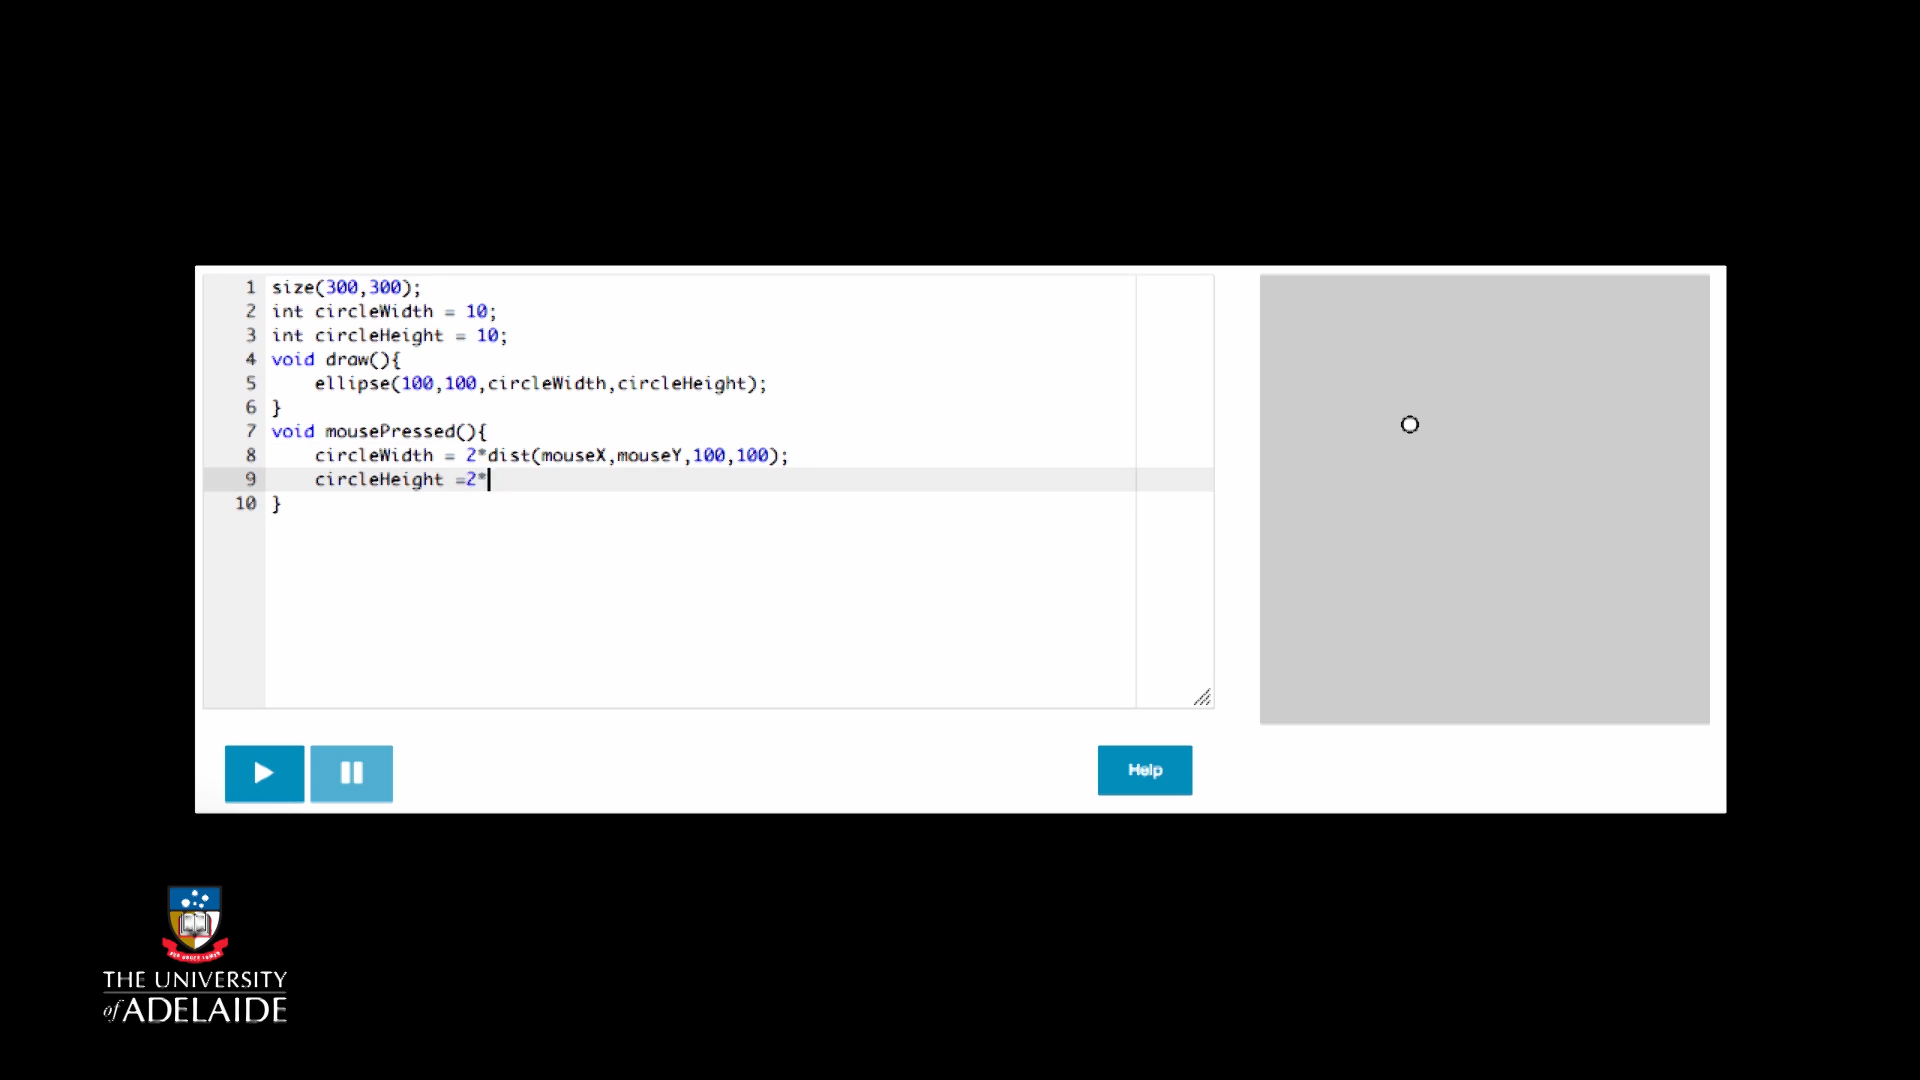 1 size(300,300);
2 int circleWidth = 10;
3 int circleHeight = 10;
4 void draw(){
5     ellipse(100,100,circleWidth,circleHeight);
6 }
7 void mousePressed(){
8     circleWidth = 2*dist(mouseX,mouseY,100,100);
9     circleHeight =2*
10 }
Help
THE UNIVERSITY
of ADELAIDE